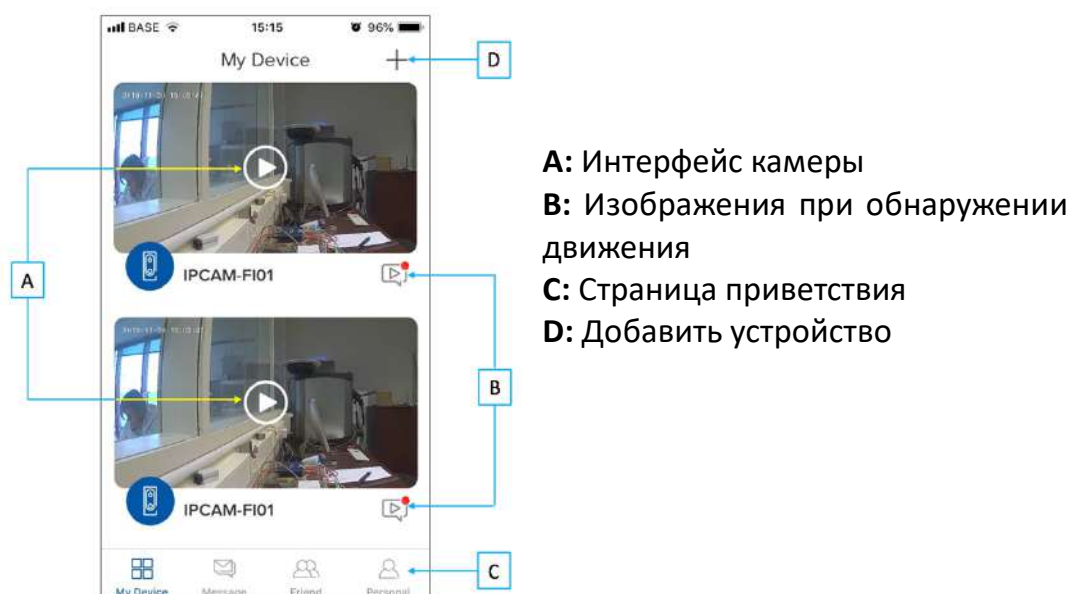 BASE 15:15 96%
My Device
D
A
IPCAM-FI01
B
IPCAM-FI01
My Device Message Friend Personal
C
A: Интерфейс камеры
B: Изображения при обнаружении
движения
C: Страница приветствия
D: Добавить устройство